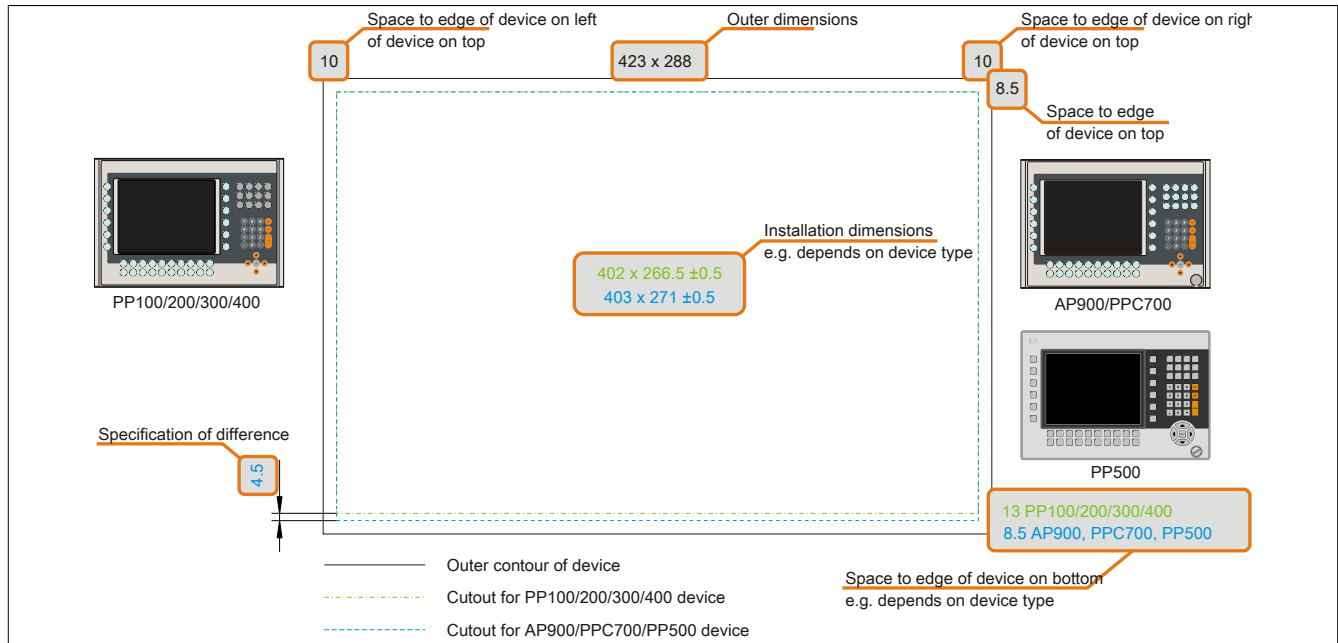 Space to edge of device on left
of device on top
Outer dimensions
Space to edge of device on righ
of device on top
10
423 x 288
10
8.5
Space to edge
of device on top
Installation dimensions
e.g. depends on device type
402 x 266.5 ±0.5
403 x 271 ±0.5
PP100/200/300/400
AP900/PPC700
PP500
Specification of difference
4.5
13 PP100/200/300/400
8.5 AP900, PPC700, PP500
Space to edge of device on bottom
e.g. depends on device type
Outer contour of device
Cutout for PP100/200/300/400 device
Cutout for AP900/PPC700/PP500 device